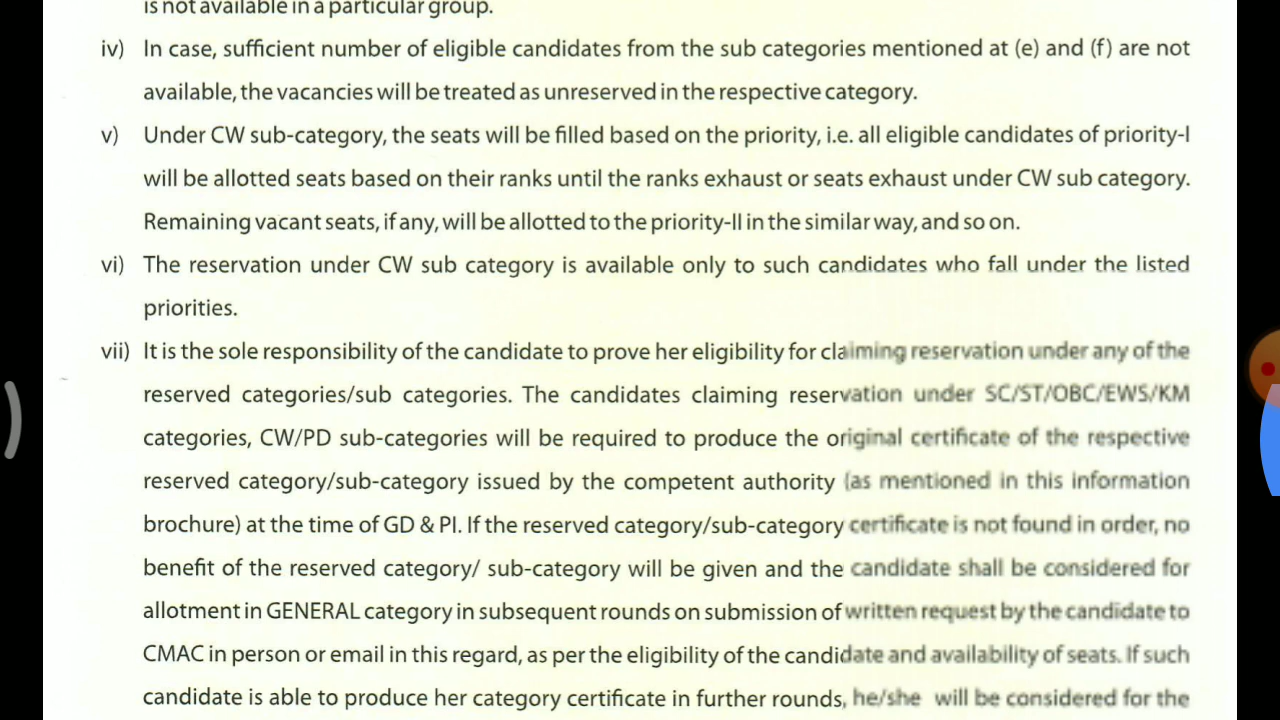 is not available in a particular group.
iv) In case, sufficient number of eligible candidates from the sub categories mentioned at (e) and (f) are not
available, the vacancies will be treated as unreserved in the respective category.
v) Under CW sub-category, the seats will be filled based on the priority, i.e. all eligible candidates of priority-I
will be allotted seats based on their ranks until the ranks exhaust or seats exhaust under CW sub category.
Remaining vacant seats, if any, will be allotted to the priority-II in the similar way, and so on.
vi) The reservation under CW sub category is available only to such candidates who fall under the listed
priorities.
vii) It is the sole responsibility of the candidate to prove her eligibility for claiming reservation under any of the
reserved categories/sub categories. The candidates claiming reservation under SC/ST/OBC/EWS/KM
categories, CW/PD sub-categories will be required to produce the original certificate of the respective
reserved category/sub-category issued by the competent authority (as mentioned in this information
brochure) at the time of GD & PI. If the reserved category/sub-category certificate is not found in order, no
benefit of the reserved category/ sub-category will be given and the candidate shall be considered for
allotment in GENERAL category in subsequent rounds on submission of written request by the candidate to
CMAC in person or email in this regard, as per the eligibility of the candidate and availability of seats. If such
candidate is able to produce her category certificate in further rounds, he/she will be considered for the